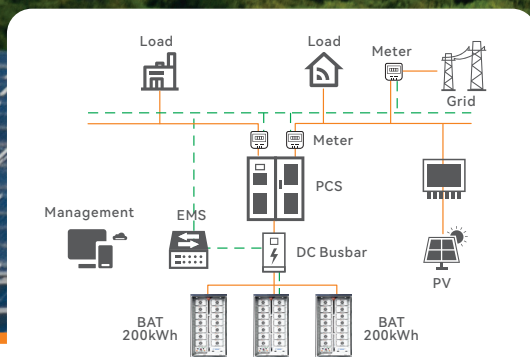 Load
Load
Meter
Grid
Meter
PCS
Management
EMS
DC Busbar
PV
BAT
200kWh
BAT
200kWh